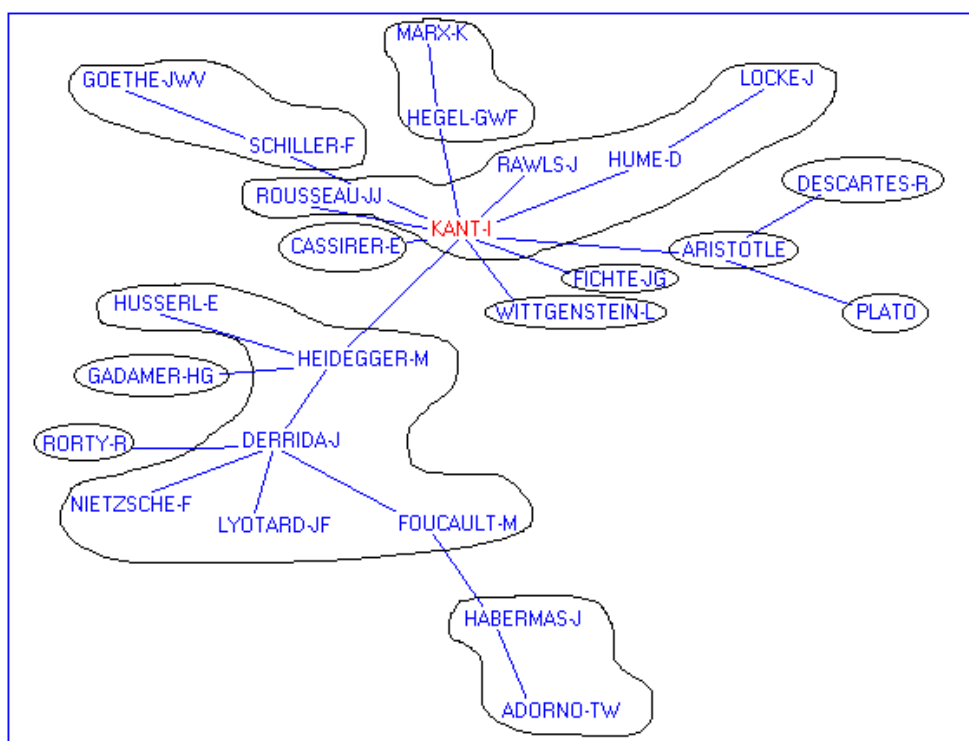 MARX-K
GOETHE-JWV
LOCKE-J
HEGEL-GWF
SCHILLER-F
RAWLS-J
HUME-D
DESCARTES-R
ROUSSEAU-JJ
KANT-I
CASSIRER-E
ARISTOTLE
FICHTE-JG
HUSSERL-E
WITTGENSTEIN-L
PLATO
HEIDEGGER-M
GADAMER-HG
RORTY-R
DERRIDA-J
NIETZSCHE-F
LYOTARD-JF
FOUCAULT-M
HABERMAS-J
ADORNO-TW